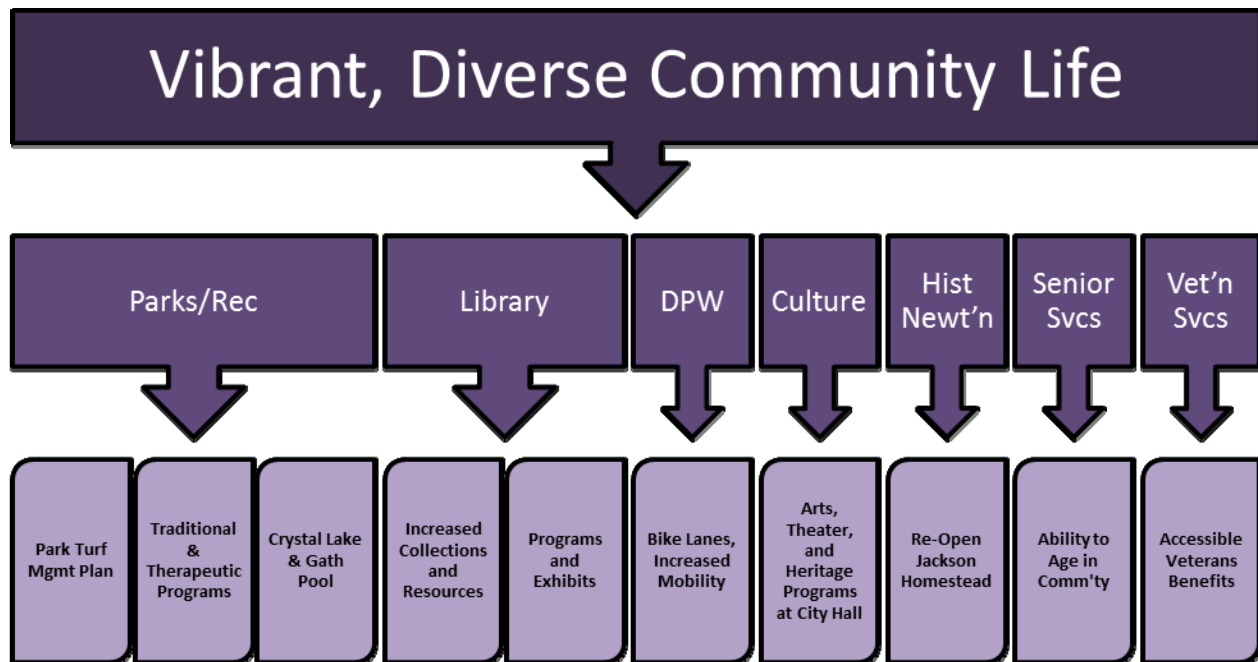 Vibrant, Diverse Community Life
Parks/Rec
Library
DPW
Culture
Hist
Newt'n
Senior
Svcs
Vet'n
Svcs
Park Turf
Mgmt Plan
Traditional
&
Therapeutic
Programs
Crystal Lake
& Gath
Pool
Increased
Collections
and
Resources
Programs
and
Exhibits
Bike Lanes,
Increased
Mobility
Arts,
Theater,
and
Heritage
Programs
at City Hall
Re-Open
Jackson
Homestead
Ability to
Age in
Comm'ty
Accessible
Veterans
Benefits